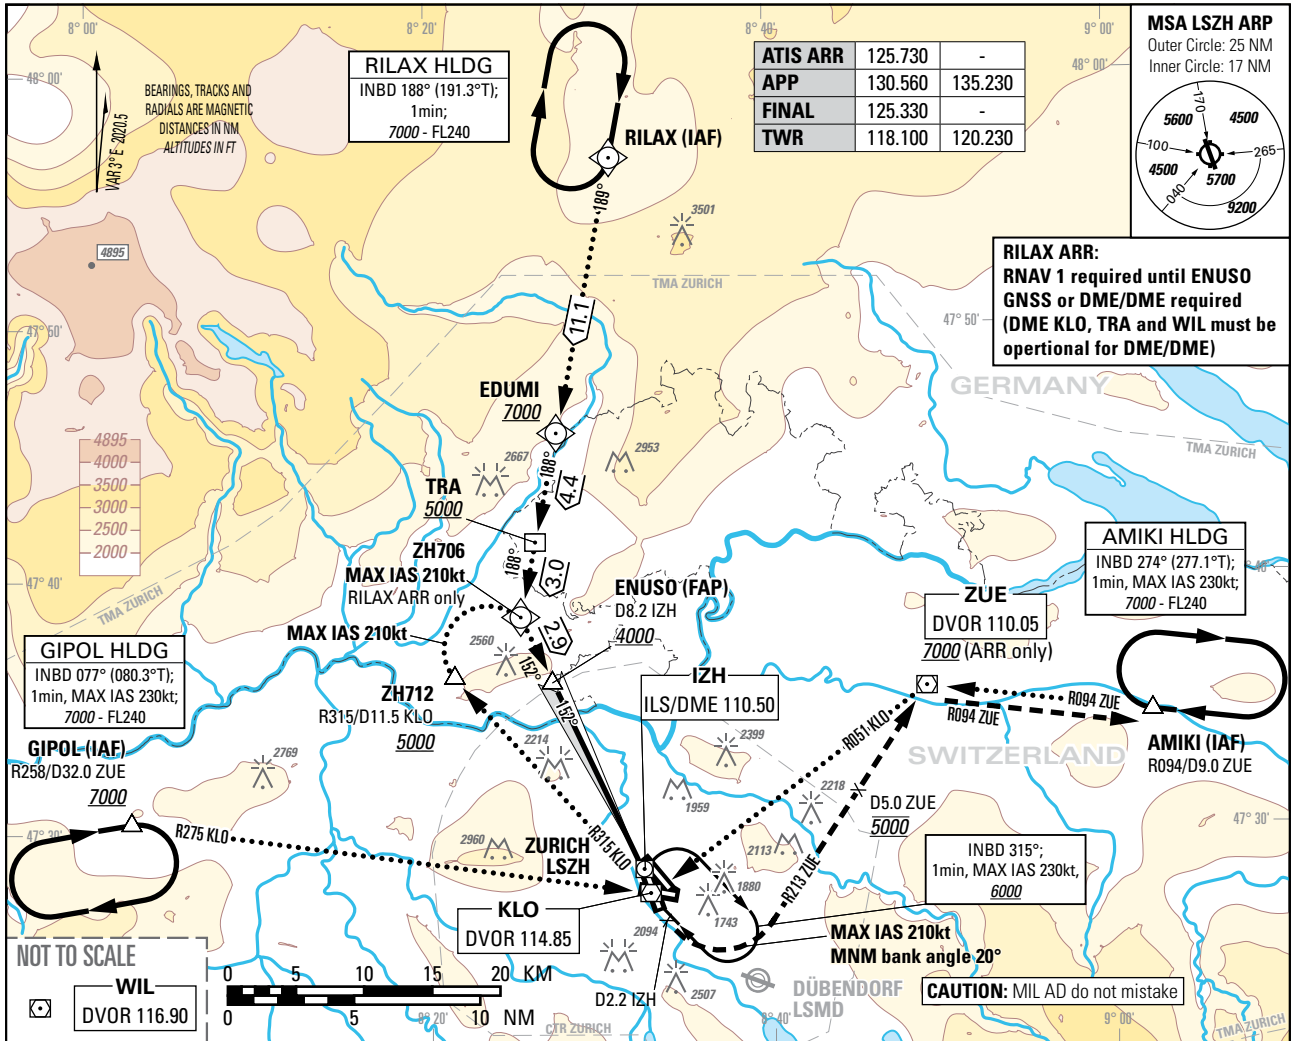 8° 00'
8° 20'
8° 40'
9° 00'
48° 00'
48° 00'
VAR 3° E - 2020.5
BEARINGS, TRACKS AND
RADIALS ARE MAGNETIC
DISTANCES IN NM
ALTITUDES IN FT
RILAX HLDG
INBD 188° (191.3°T);
1min;
7000 - FL240
RILAX (IAF)
ATIS ARR 125.730 -
APP 130.560 135.230
FINAL 125.330 -
TWR 118.100 120.230
MSA LSZH ARP
Outer Circle: 25 NM
Inner Circle: 17 NM
170
5600
4500
100
265
4500
5700
040
9200
RILAX ARR:
RNAV 1 required until ENUSO
GNSS or DME/DME required
(DME KLO, TRA and WIL must be
opertional for DME/DME)
189°
3501
4895
TMA ZURICH
11.1
47° 50'
47° 50'
GERMANY
EDUMI
7000
TMA ZURICH
4895
4000
3500
3000
2500
2000
2667
2953
188°
4.4
TRA
5000
ZH706
MAX IAS 210kt
RILAX ARR only
188°
3.0
47° 40'
40'
TMA ZURICH
ENUSO (FAP)
D8.2 IZH
4000
AMIKI HLDG
INBD 274° (277.1°T);
1min, MAX IAS 230kt;
7000 - FL240
ZUE
DVOR 110.05
7000 (ARR only)
MAX IAS 210kt
2560
2.9
152°
152°
GIPOL HLDG
INBD 077° (080.3°T);
1min, MAX IAS 230kt;
7000 - FL240
ZH712
R315/D11.5 KLO
5000
IZH
ILS/DME 110.50
R094 ZUE
R094 ZUE
R051 KLO
SWITZERLAND
AMIKI (IAF)
R094/D9.0 ZUE
GIPOL (IAF)
R258/D32.0 ZUE
7000
2769
2214
2399
1959
2218
D5.0 ZUE
5000
47° 30'
47° 30'
R275 KLO
R315 KLO
2960
ZURICH
LSZH
2113
R213 ZUE
INBD 315°;
1min, MAX IAS 230kt,
6000
1880
1743
KLO
DVOR 114.85
2094
MAX IAS 210kt
MNM bank angle 20°
NOT TO SCALE
WIL
DVOR 116.90
0 5 10 15 20 KM
0 5 10 NM
D2.2 IZH
2507
DÜBENDORF
LSMD
CAUTION: MIL AD do not mistake
8° 20'
CTR ZURICH
8° 40'
9° 00'
TMA ZURICH